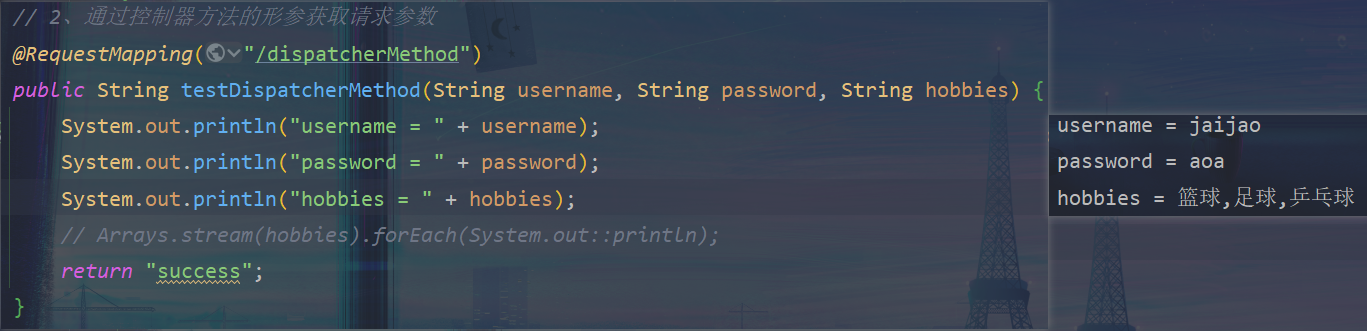 // 2、通过控制器方法的形参获取请求参数
@RequestMapping("/dispatcherMethod")
public String testDispatcherMethod(String username, String password, String hobbies) {
System.out.println("username = " + username);
System.out.println("password = " + password);
System.out.println("hobbies = " + hobbies);
// Arrays.stream(hobbies).forEach(System.out::println);
return "success";
}
username = jaijao
password = aoa
hobbies = 篮球,足球,乒乓球